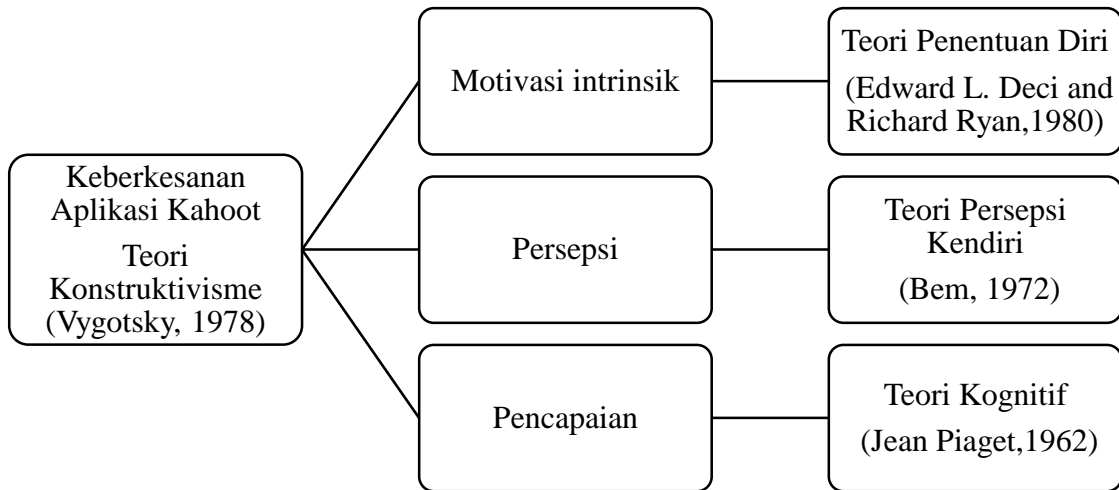 Keberkesanan
Aplikasi Kahoot
Teori
Konstruktivisme
(Vygotsky, 1978)
Motivasi intrinsik
Teori Penentuan Diri
(Edward L. Deci and
Richard Ryan,1980)
Persepsi
Teori Persepsi
Kendiri
(Bem, 1972)
Pencapaian
Teori Kognitif
(Jean Piaget,1962)